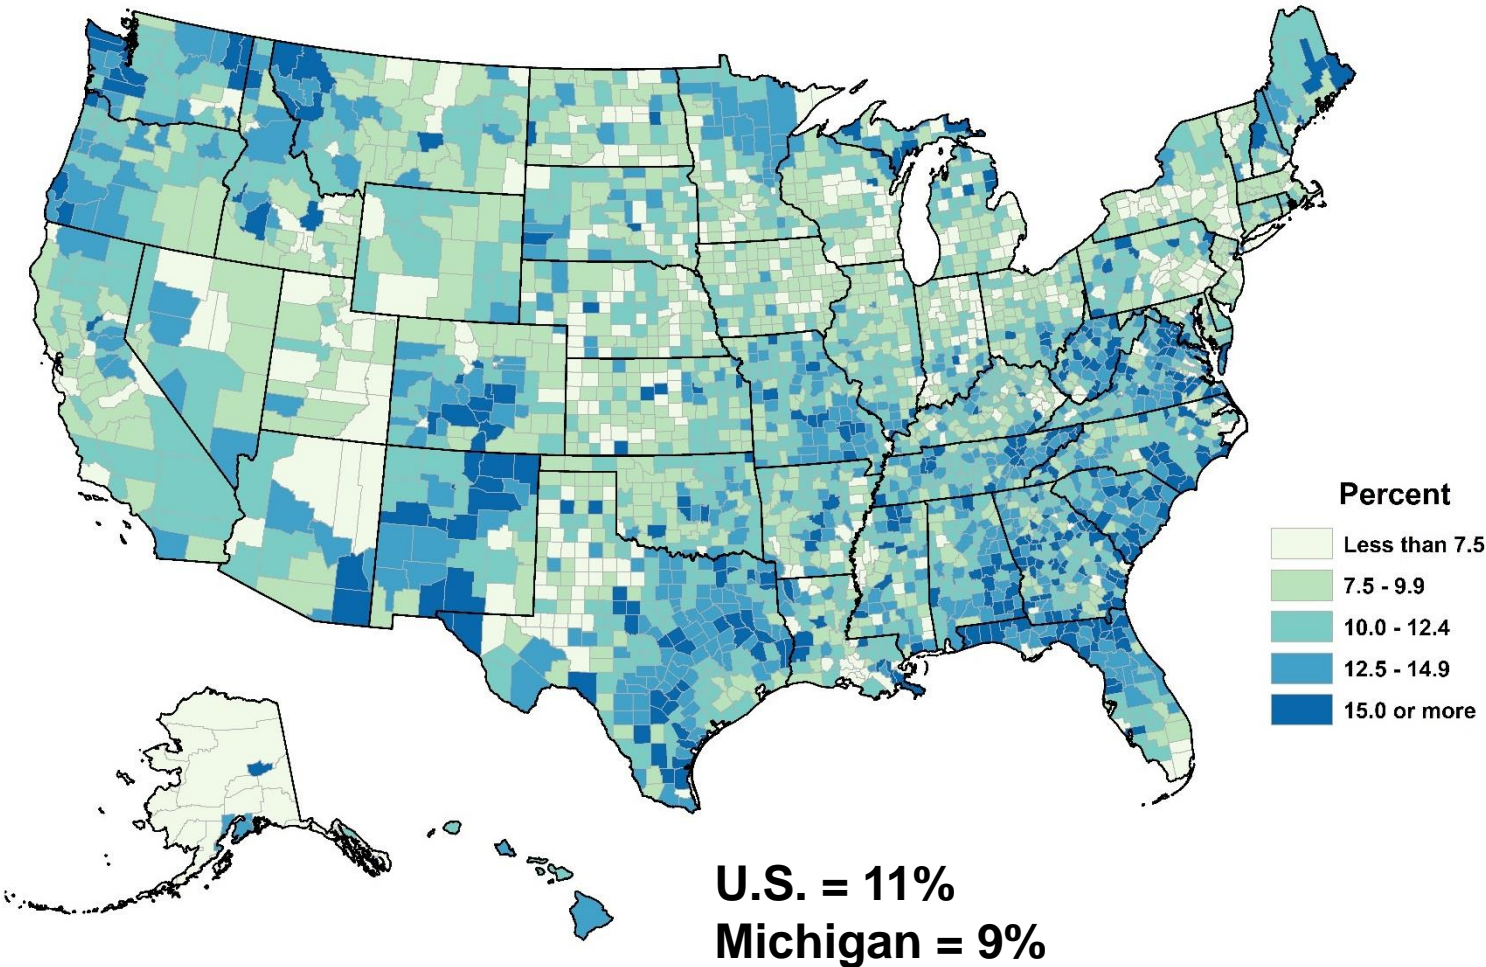 Percent
Less than 7.5
7.5 - 9.9
10.0 - 12.4
12.5 - 14.9
15.0 or more
U.S. = 11%
Michigan = 9%